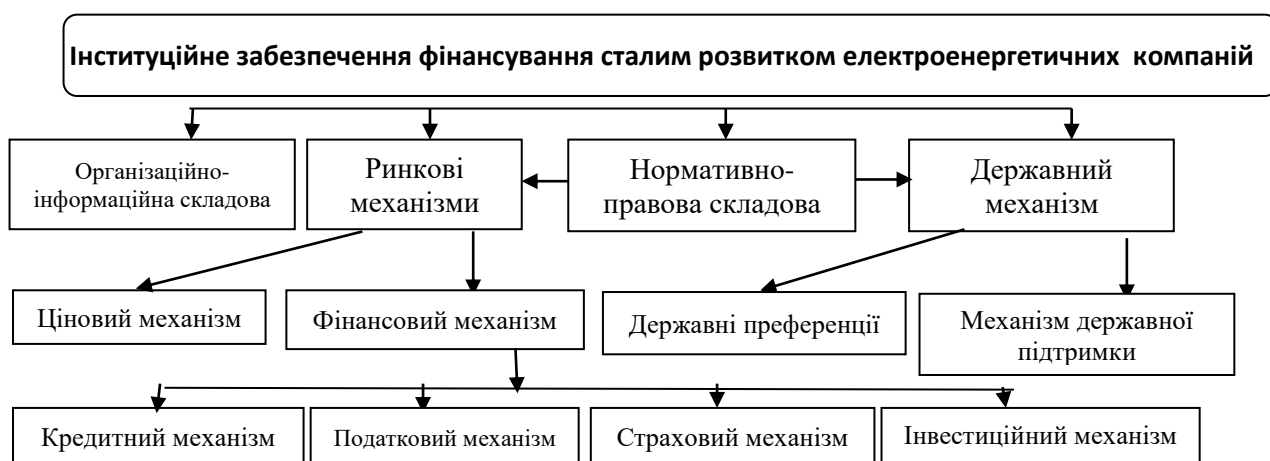 Інституційне забезпечення фінансування сталим розвитком електроенергетичних компаній
Організаційно-
інформаційна складова
Ринкові
механізми
Нормативно-
правова складова
Державний
механізм
Ціновий механізм
Фінансовий механізм
Державні преференції
Механізм державної
підтримки
Кредитний механізм
Податковий механізм
Страховий механізм
Інвестиційний механізм